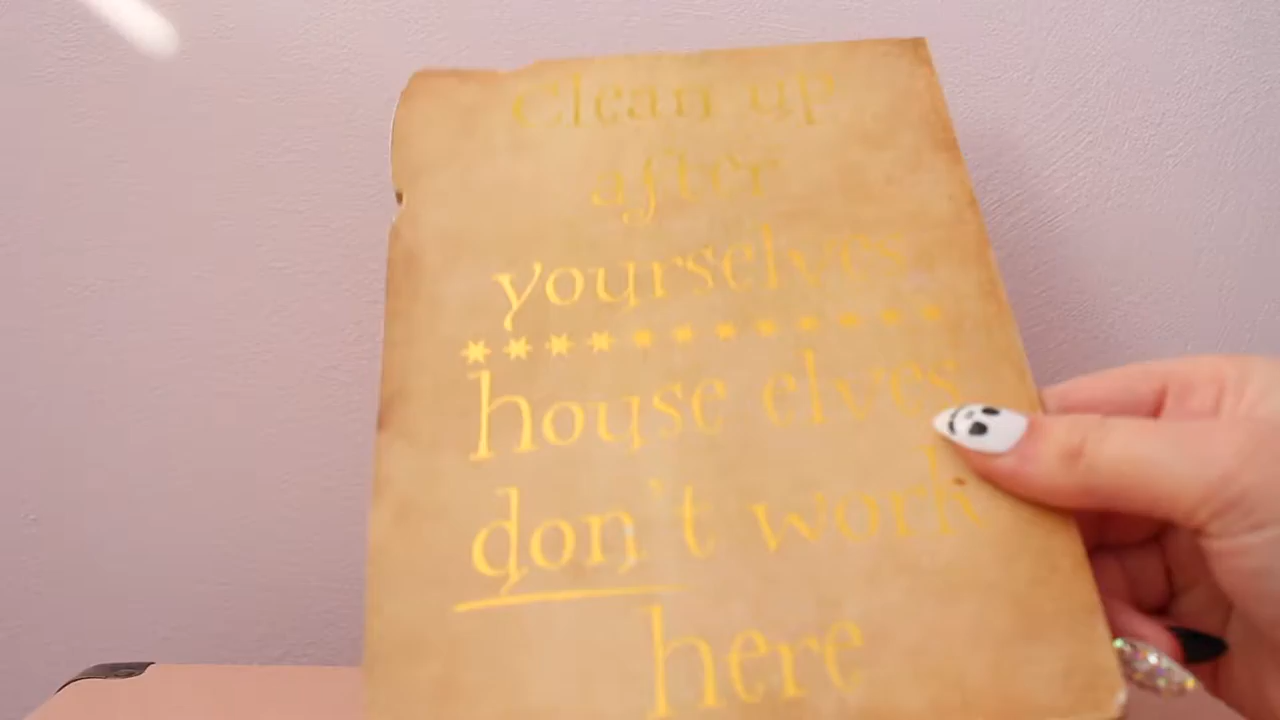 Clean up
after
yourselves
house elves
don't work
here